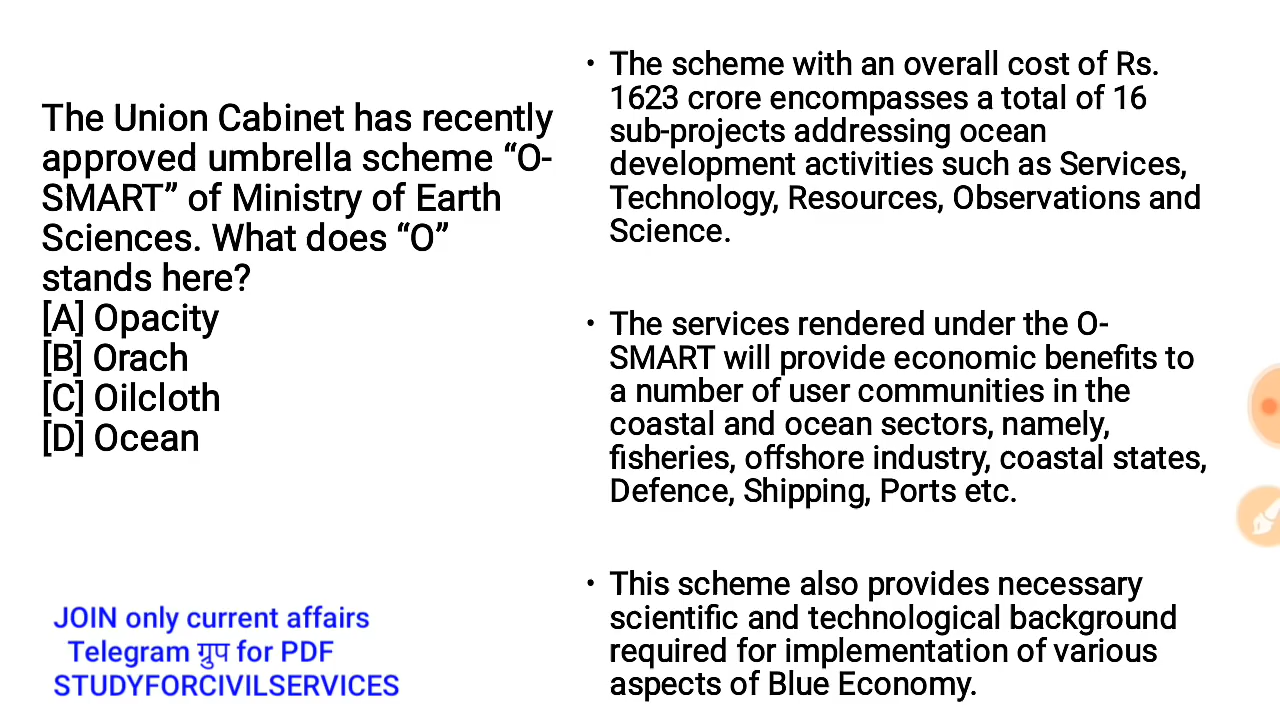 The Union Cabinet has recently
approved umbrella scheme “O-
SMART” of Ministry of Earth
Sciences. What does “O”
stands here?
[A] Opacity
[B] Orach
[C] Oilcloth
[D] Ocean
JOIN only current affairs
Telegram ग्रुप for PDF
STUDYFORCIVILSERVICES
• The scheme with an overall cost of Rs.
1623 crore encompasses a total of 16
sub-projects addressing ocean
development activities such as Services,
Technology, Resources, Observations and
Science.
• The services rendered under the O-
SMART will provide economic benefits to
a number of user communities in the
coastal and ocean sectors, namely,
fisheries, offshore industry, coastal states,
Defence, Shipping, Ports etc.
• This scheme also provides necessary
scientific and technological background
required for implementation of various
aspects of Blue Economy.